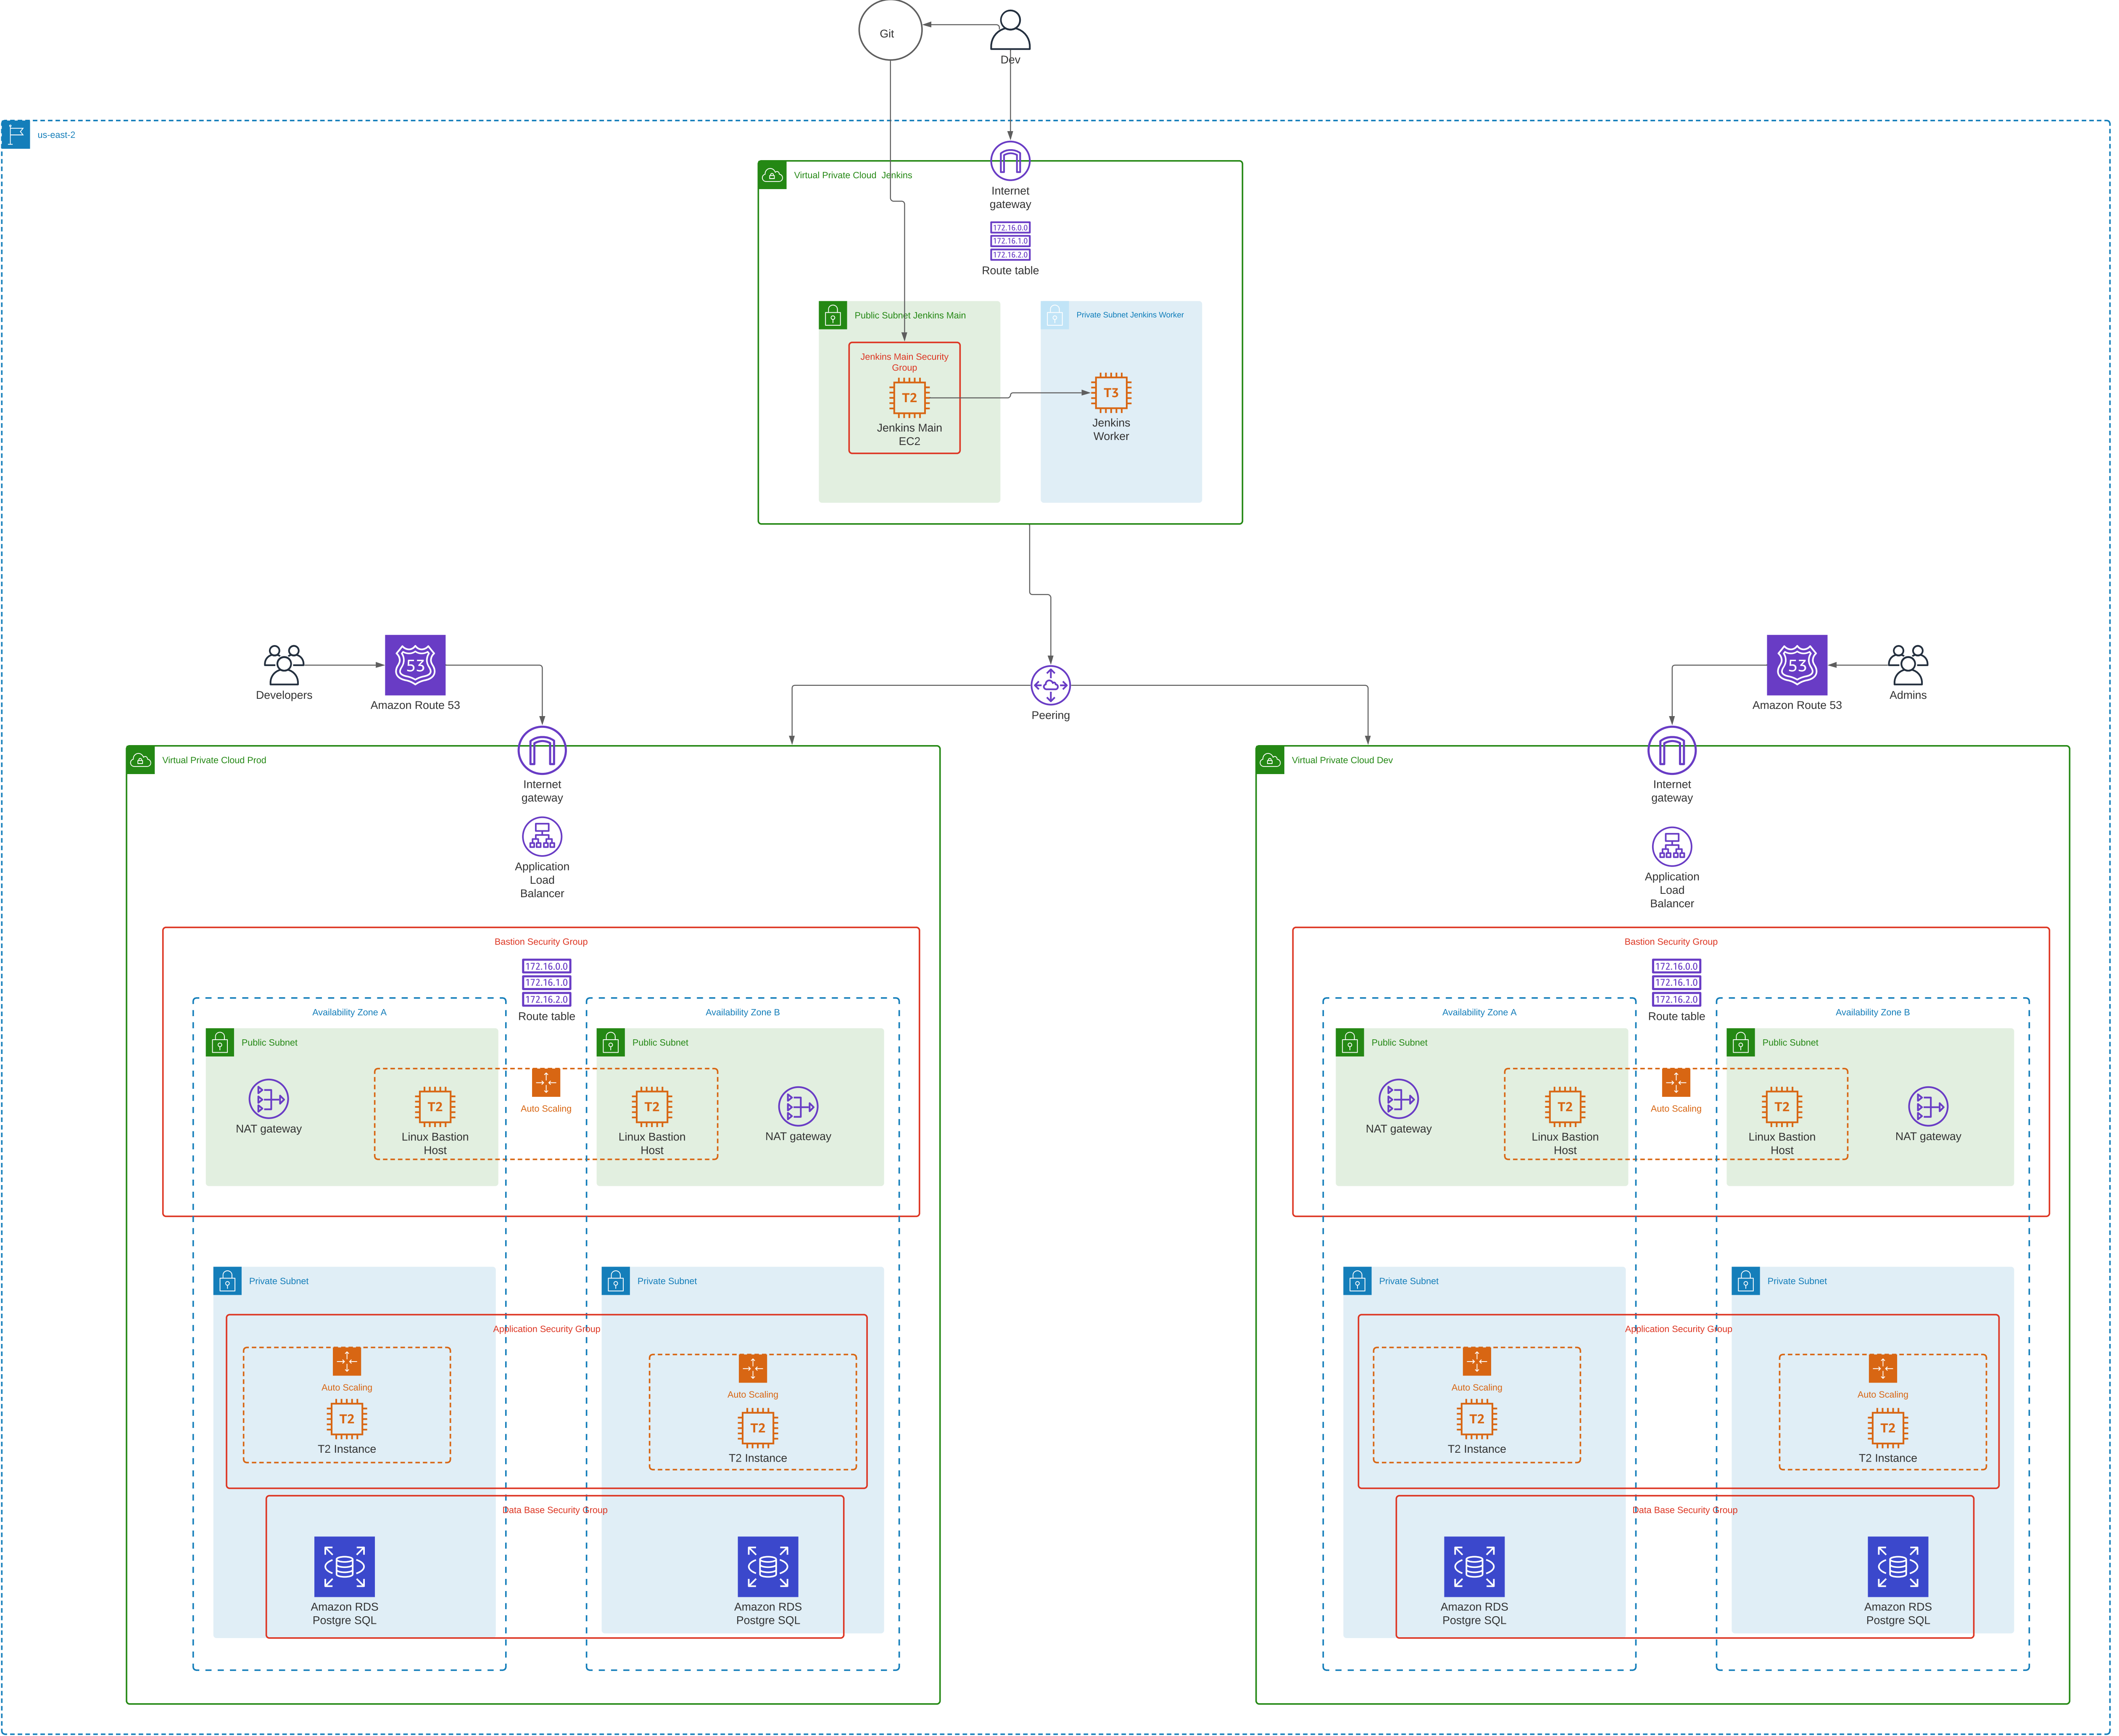 Git
Dev
us-east-2
Virtual Private Cloud Jenkins
Internet
gateway
172.16.0.0
172.16.1.0
172.16.2.0
Route table
Public Subnet Jenkins Main
Private Subnet Jenkins Worker
Jenkins Main Security
Group
T2
Jenkins Main
EC2
T3
Jenkins
Worker
Developers
53
Amazon Route 53
Peering
53
Amazon Route 53
Admins
Virtual Private Cloud Prod
Internet
gateway
Application
Load
Balancer
Bastion Security Group
172.16.0.0
172.16.1.0
172.16.2.0
Route table
Availability Zone A
Availability Zone B
Public Subnet
Public Subnet
NAT gateway
T2
Linux Bastion
Host
Auto Scaling
T2
Linux Bastion
Host
NAT gateway
Private Subnet
Private Subnet
Application Security Group
Auto Scaling
T2
T2 Instance
Auto Scaling
T2
T2 Instance
Data Base Security Group
Amazon RDS
Postgre SQL
Amazon RDS
Postgre SQL
Virtual Private Cloud Dev
Internet
gateway
Application
Load
Balancer
Bastion Security Group
172.16.0.0
172.16.1.0
172.16.2.0
Route table
Availability Zone A
Availability Zone B
Public Subnet
Public Subnet
NAT gateway
T2
Linux Bastion
Host
Auto Scaling
T2
Linux Bastion
Host
NAT gateway
Private Subnet
Private Subnet
Application Security Group
Auto Scaling
T2
T2 Instance
Auto Scaling
T2
T2 Instance
Data Base Security Group
Amazon RDS
Postgre SQL
Amazon RDS
Postgre SQL